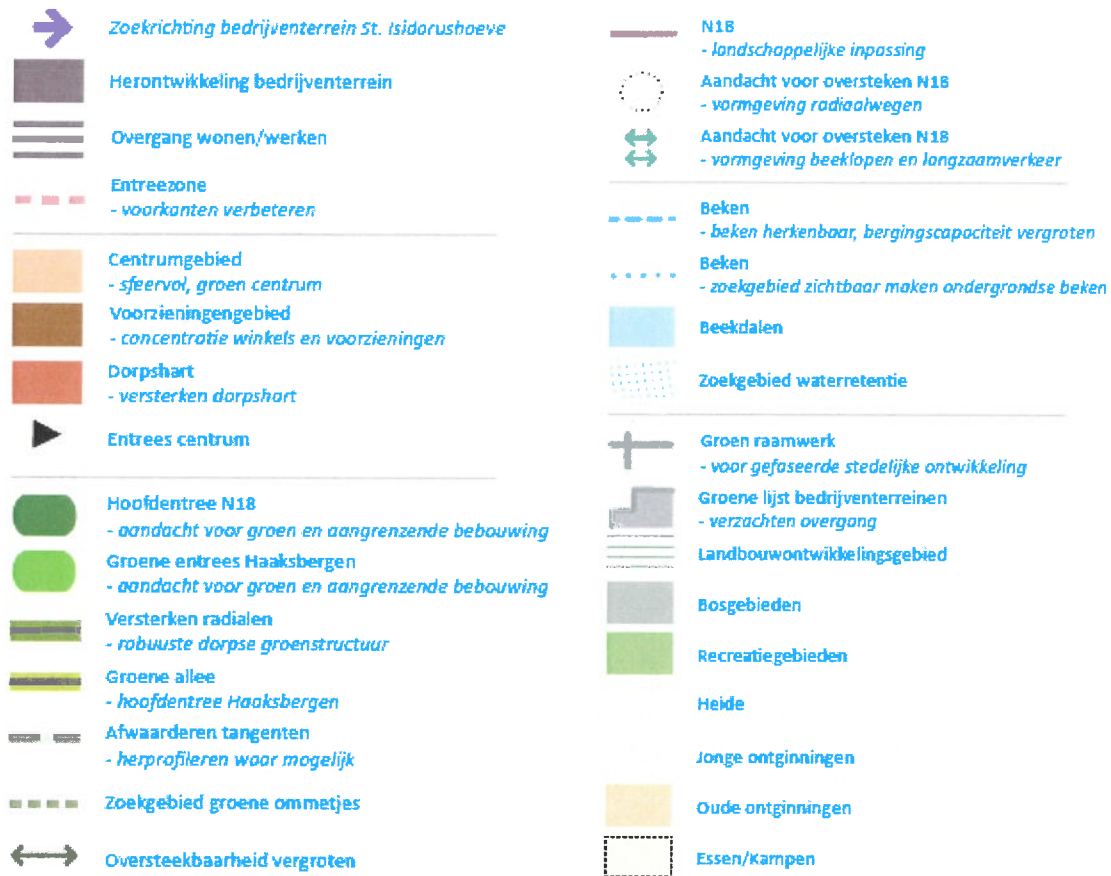 Zoekrichting bedrijventerrein St. Isidorushoeve
Herontwikkeling bedrijventerrein
Overgang wonen/werken
Entreezone
- voorkanten verbeteren
Centrumgebied
- sfeervol, groen centrum
Voorzieningengebied
- concentratie winkels en voorzieningen
Dorpshart
- versterken dorpshart
Entrees centrum
Hoofdentree N18
- aandacht voor groen en aangrenzende bebouwing
Groene entrees Haaksbergen
- aandacht voor groen en aangrenzende bebouwing
Versterken radialen
- robuuste dorpse groenstructuur
Groene allee
- hoofdentree Haaksbergen
Afwaarderen tangenten
- herprofileren waar mogelijk
Zoekgebied groene ommetjes
Oversteekbaarheid vergroten
N18
- landschappelijke inpassing
Aandacht voor oversteken N18
- vormgeving radiaalwegen
Aandacht voor oversteken N18
- vormgeving beeklopen en langzaamverkeer
Beken
- beken herkenbaar, bergingscapaciteit vergroten
Beken
- zoekgebied zichtbaar maken ondergrondse beken
Beekdalen
Zoekgebied waterretentie
Groen raamwerk
- voor gefaseerde stedelijke ontwikkeling
Groene lijst bedrijventerreinen
- verzachten overgang
Landbouwontwikkelingsgebied
Bosgebieden
Recreatiegebieden
Heide
Jonge ontginningen
Oude ontginningen
Essen/Kampen